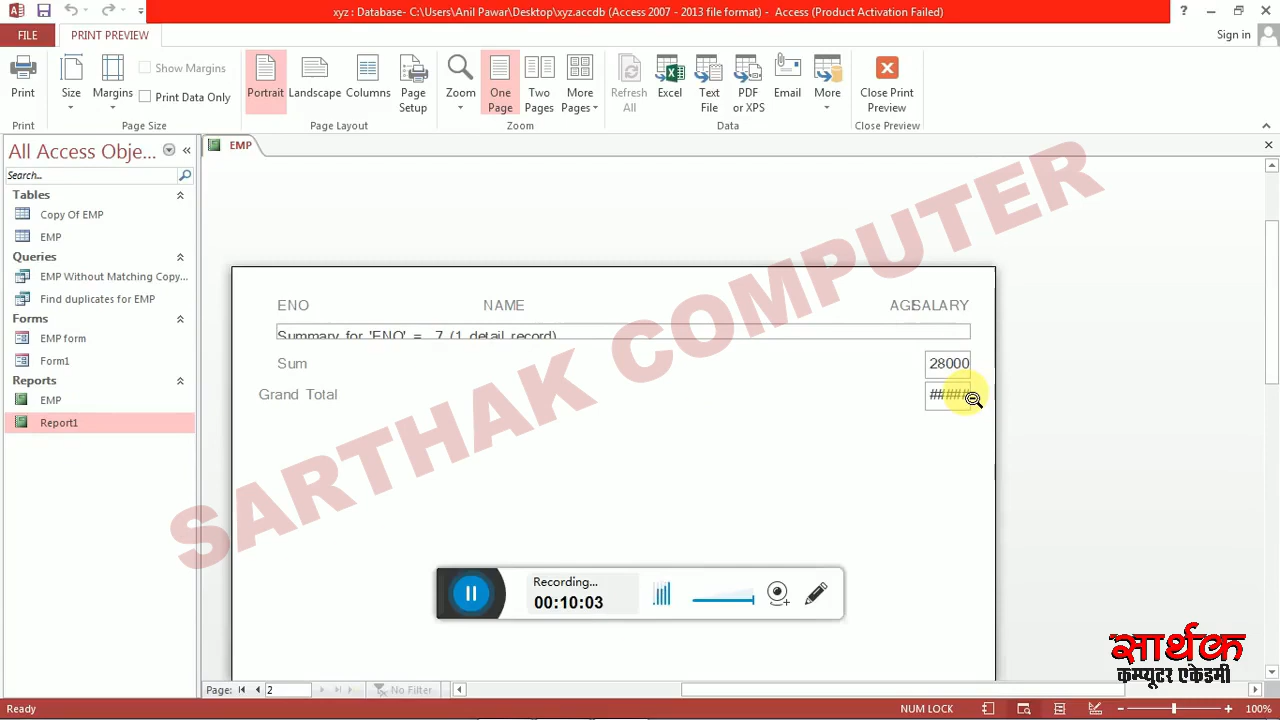 xyz : Database- C:\Users\Anil Pawar\Desktop\xyz.accdb (Access 2007 - 2013 file format) - Access (Product Activation Failed)
FILE
PRINT PREVIEW
Sign in
Print
Size
Margins
Show Margins
Print Data Only
Portrait
Landscape
Columns
Page Setup
Zoom
One Page
Two Pages
More Pages
Refresh All
Excel
Text File
PDF or XPS
Email
More
Close Print Preview
Print
Page Size
Page Layout
Zoom
Data
Close Preview
All Access Obje...
Search...
Tables
Copy Of EMP
EMP
Queries
EMP Without Matching Copy...
Find duplicates for EMP
Forms
EMP form
Form1
Reports
EMP
Report1
EMP
ENO NAME AGE SALARY
Summary for 'ENO' = 7 (1 detail record)
Sum 28000
Grand Total #####
SARTHAK COMPUTER
Recording...
00:10:03
सार्थक
कम्प्यूटर एकेडमी
Page: 2 No Filter
Ready NUM LOCK 100%